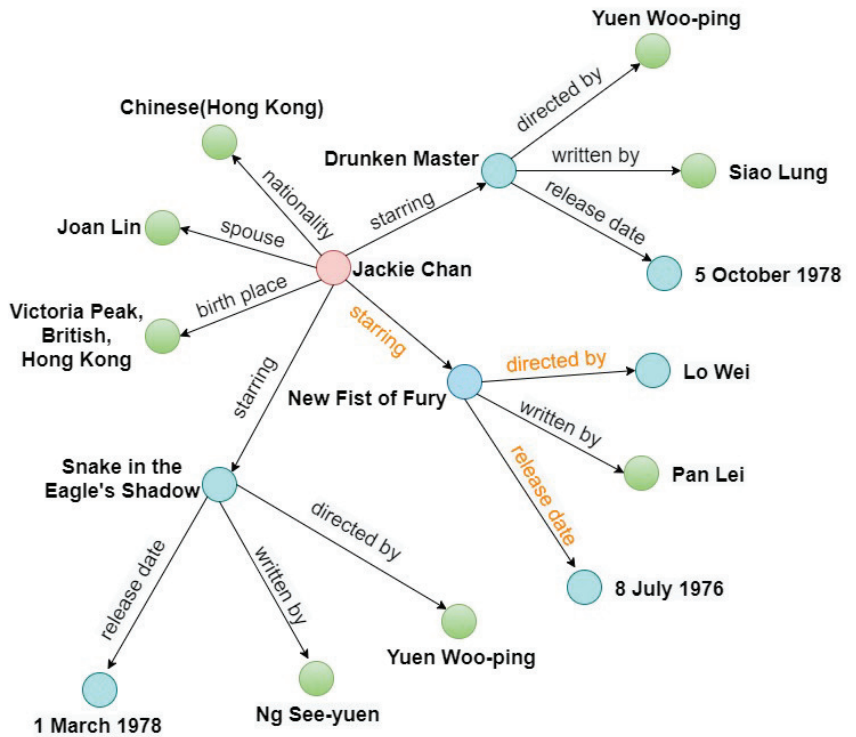 Yuen Woo-ping
directed by
Chinese(Hong Kong)
Drunken Master
written by
Siao Lung
nationality
starring
release date
Joan Lin
spouse
Jackie Chan
5 October 1978
birth place
Victoria Peak,
British,
Hong Kong
starring
directed by
Lo Wei
starring
New Fist of Fury
written by
Pan Lei
release date
Snake in the
Eagle's Shadow
directed by
8 July 1976
release date
written by
Yuen Woo-ping
Ng See-yuen
1 March 1978